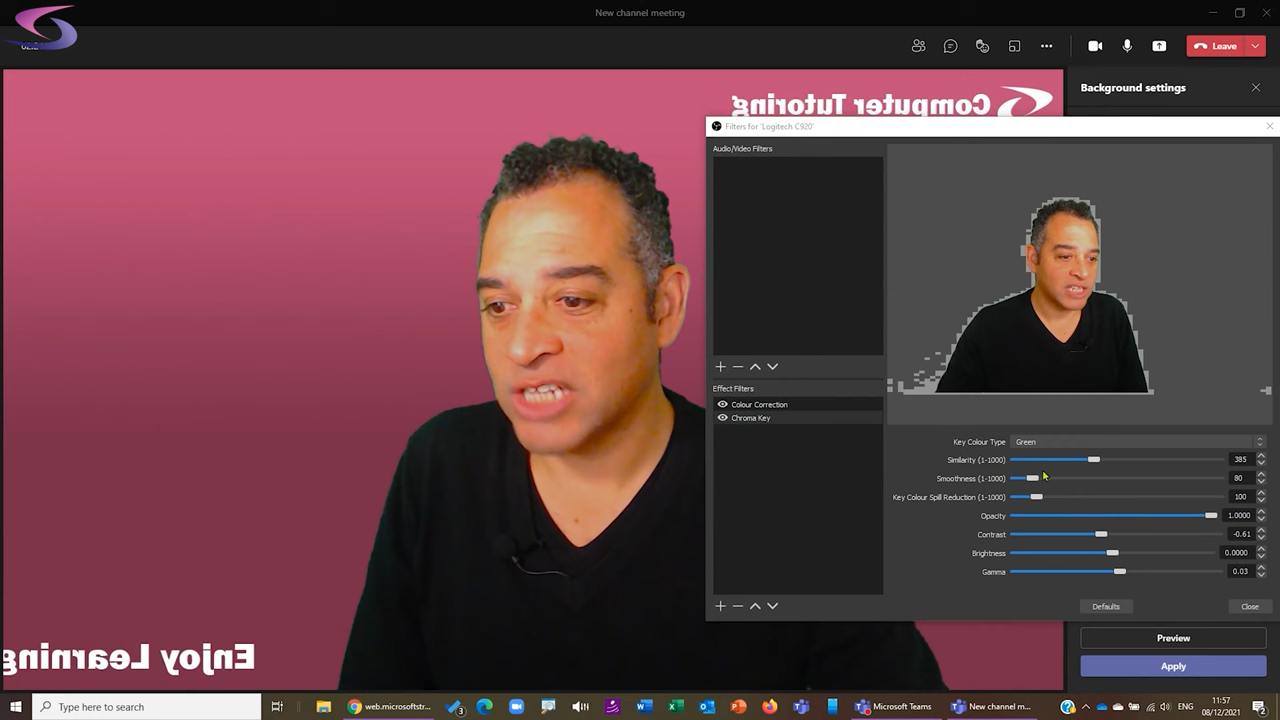 New channel meeting
Leave
Background settings
Computer Tutoring
Filters for 'Logitech C920'
Audio/Video Filters
Effect Filters
Colour Correction
Chroma Key
Key Colour Type
Green
Similarity (1-1000)
385
Smoothness (1-1000)
80
Key Colour Spill Reduction (1-1000)
100
Opacity
1.0000
Contrast
-0.61
Brightness
0.0000
Gamma
0.03
Defaults
Close
Preview
Apply
Enjoy Learning
Type here to search
web.microsoftstr...
3
Microsoft Teams
New channel m...
ENG
11:57
06/12/2021
2